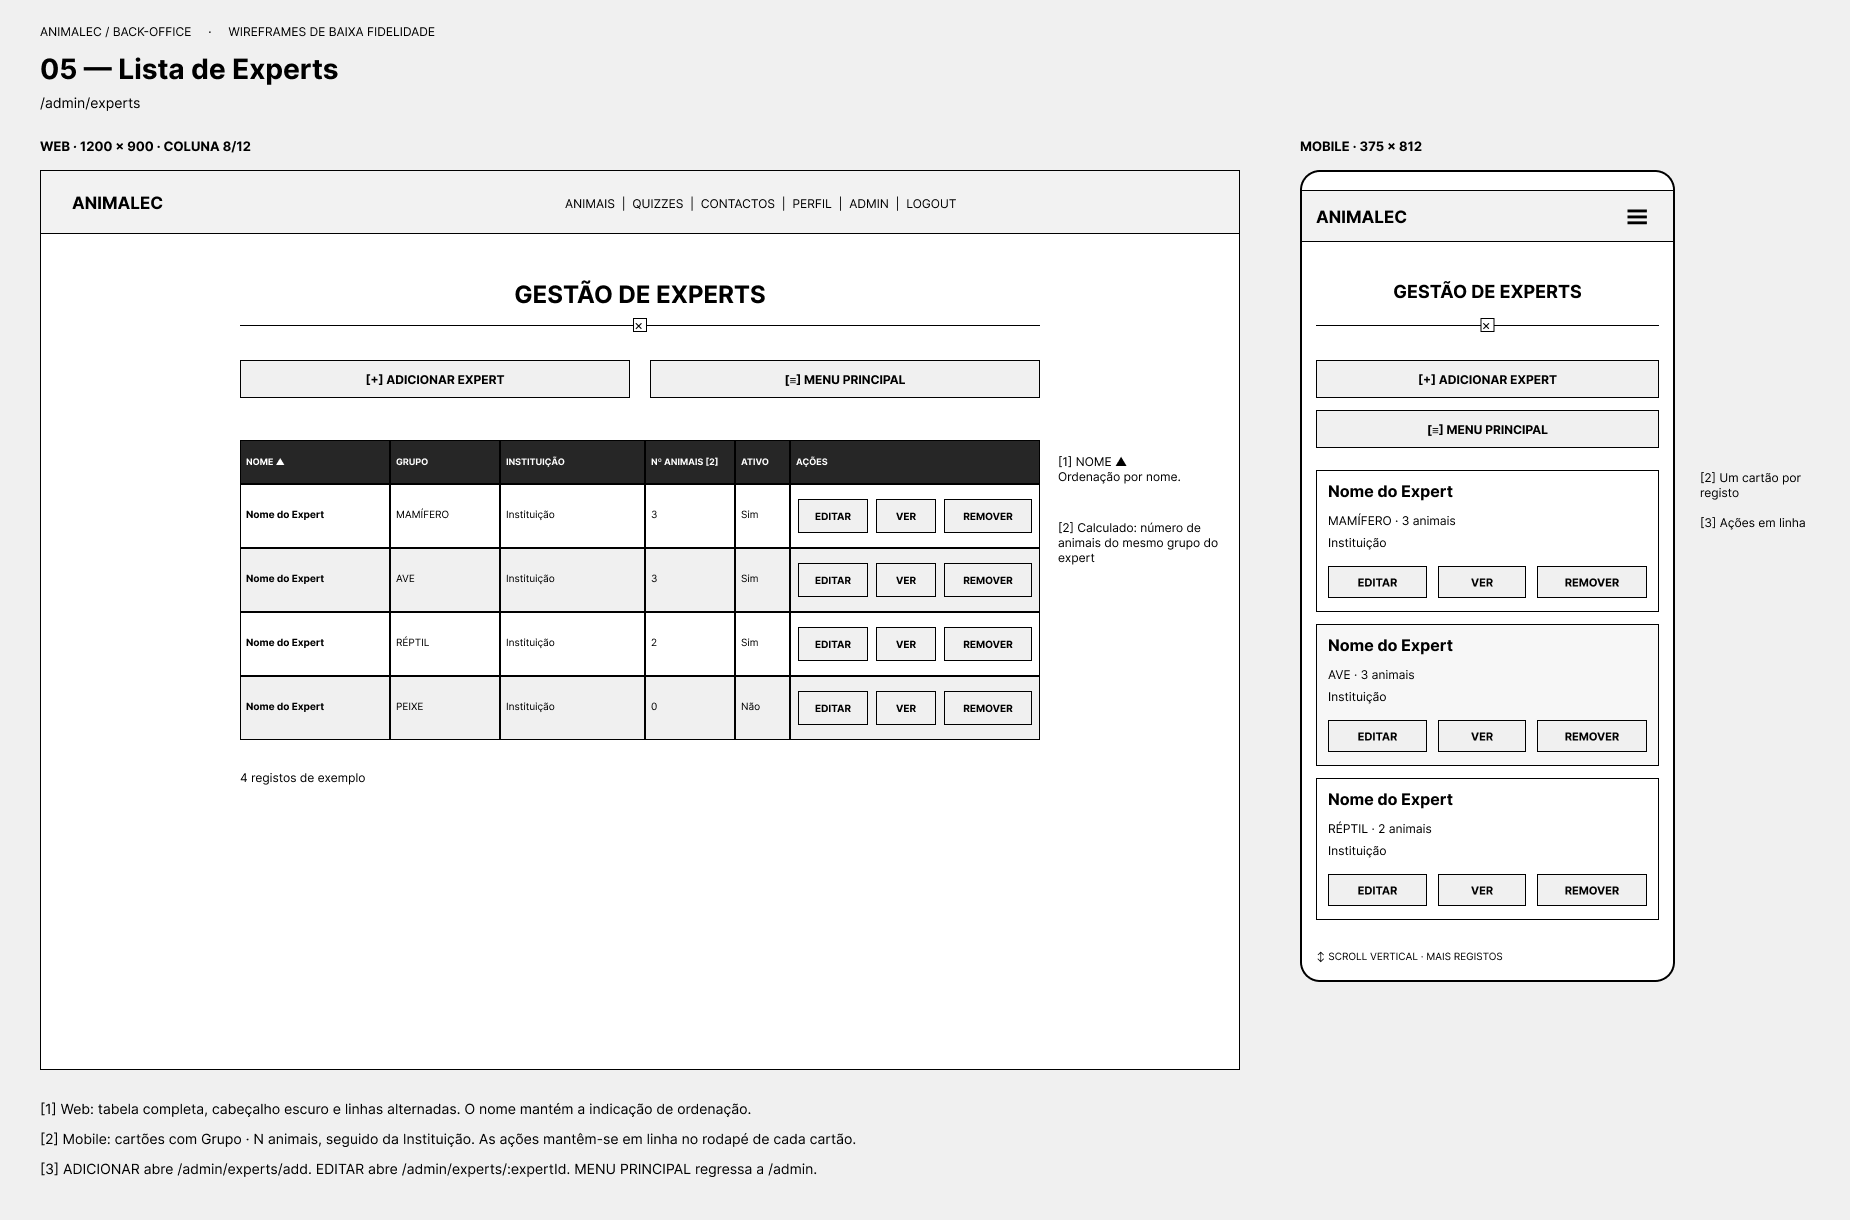 ANIMALEC / BACK-OFFICE · WIREFRAMES DE BAIXA FIDELIDADE
05 — Lista de Experts
/admin/experts
WEB · 1200 × 900 · COLUNA 8/12
ANIMALEC
ANIMAIS | QUIZZES | CONTACTOS | PERFIL | ADMIN | LOGOUT
GESTÃO DE EXPERTS
×
[+] ADICIONAR EXPERT
[≡] MENU PRINCIPAL
NOME ▲ GRUPO INSTITUIÇÃO Nº ANIMAIS [2] ATIVO AÇÕES
Nome do Expert MAMÍFERO Instituição 3 Sim EDITAR VER REMOVER
Nome do Expert AVE Instituição 3 Sim EDITAR VER REMOVER
Nome do Expert RÉPTIL Instituição 2 Sim EDITAR VER REMOVER
Nome do Expert PEIXE Instituição 0 Não EDITAR VER REMOVER
4 registos de exemplo
[1] NOME ▲
Ordenação por nome.
[2] Calculado: número de
animais do mesmo grupo do
expert
MOBILE · 375 × 812
ANIMALEC
GESTÃO DE EXPERTS
×
[+] ADICIONAR EXPERT
[≡] MENU PRINCIPAL
Nome do Expert
MAMÍFERO · 3 animais
Instituição
EDITAR VER REMOVER
Nome do Expert
AVE · 3 animais
Instituição
EDITAR VER REMOVER
Nome do Expert
RÉPTIL · 2 animais
Instituição
EDITAR VER REMOVER
↕ SCROLL VERTICAL · MAIS REGISTOS
[2] Um cartão por
registo
[3] Ações em linha
[1] Web: tabela completa, cabeçalho escuro e linhas alternadas. O nome mantém a indicação de ordenação.
[2] Mobile: cartões com Grupo · N animais, seguido da Instituição. As ações mantêm-se em linha no rodapé de cada cartão.
[3] ADICIONAR abre /admin/experts/add. EDITAR abre /admin/experts/:expertId. MENU PRINCIPAL regressa a /admin.